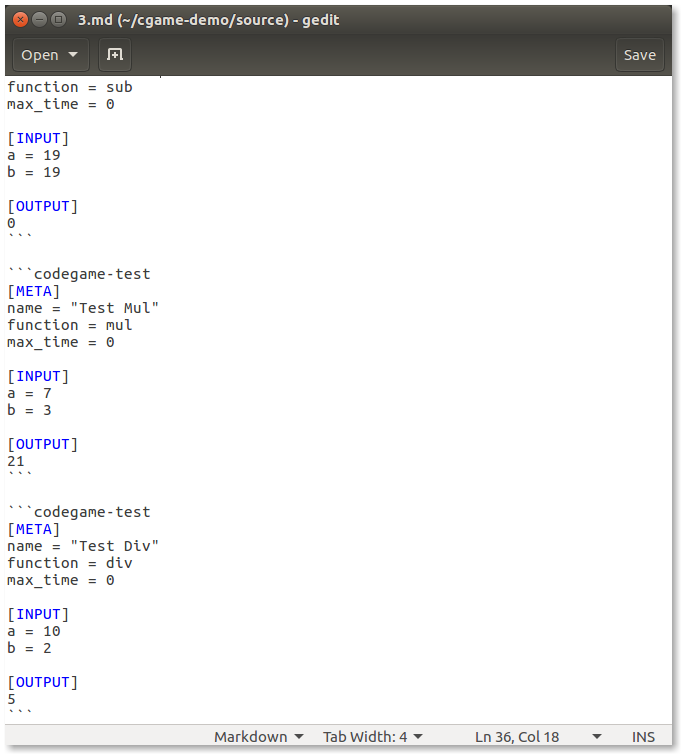 3.md (~/cgame-demo/source) - gedit
Open Save
function = sub
max_time = 0
[INPUT]
a = 19
b = 19
[OUTPUT]
0
```
```codegame-test
[META]
name = "Test Mul"
function = mul
max_time = 0
[INPUT]
a = 7
b = 3
[OUTPUT]
21
```
```codegame-test
[META]
name = "Test Div"
function = div
max_time = 0
[INPUT]
a = 10
b = 2
[OUTPUT]
5
```
Markdown Tab Width: 4 Ln 36, Col 18 INS